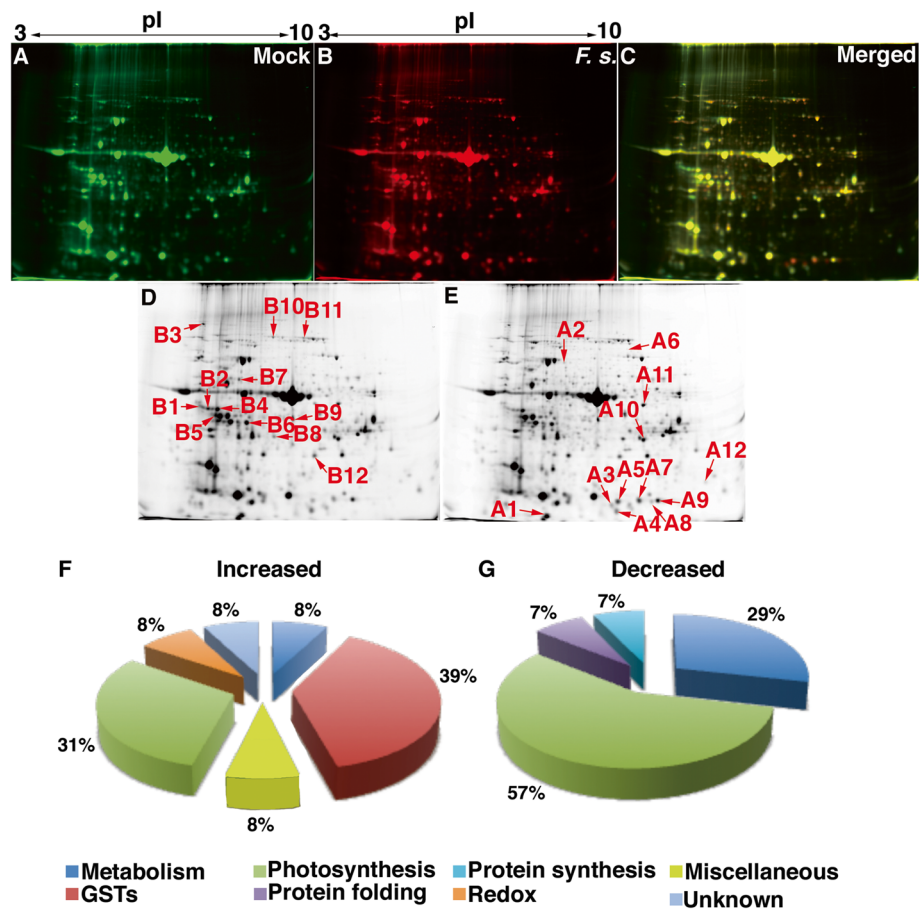 pI pI
3 10 3 10
A Mock B F. s. C Merged
D E
B10 B11
B3
A2
A6
B2 B7
A11
B1 B4
A10
B9
B5 B6
B8
A12
B12
A3 A5 A7
A9
A1 A4 A8
F Increased G Decreased
8% 8% 8% 7% 7% 29%
39%
31%
57%
8%
Metabolism Photosynthesis Protein synthesis Miscellaneous
GSTs Protein folding Redox Unknown